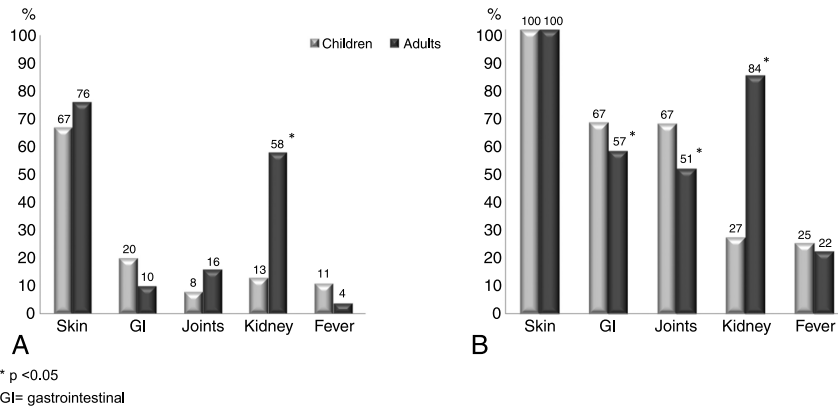 %
100
90
80
70
60
50
40
30
20
10
0
Children Adults
67 76
20 10
8 16
13 58 *
11 4
Skin GI Joints Kidney Fever
A
%
100
90
80
70
60
50
40
30
20
10
0
100 100
67 57 *
67 51 *
27 84 *
25 22
Skin GI Joints Kidney Fever
B
* p <0.05
GI= gastrointestinal